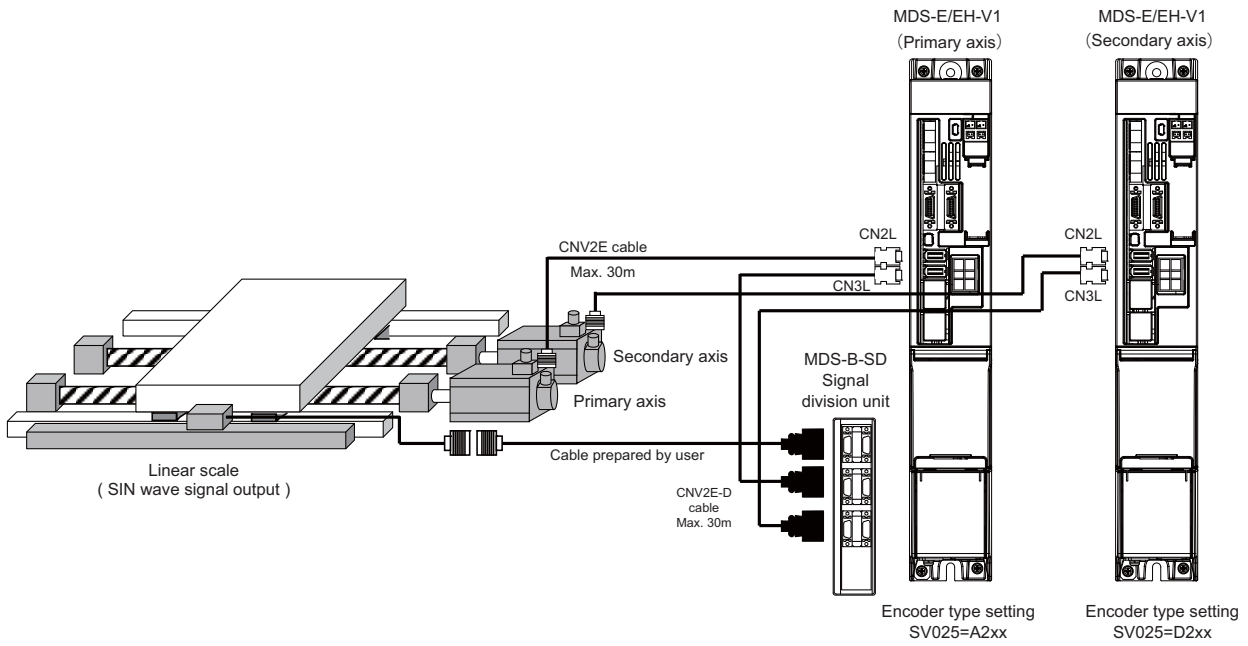 MDS-E/EH-V1
（Primary axis）
MDS-E/EH-V1
（Secondary axis）
CN2L
CN3L
CN2L
CN3L
CNV2E cable
Max. 30m
Secondary axis
Primary axis
MDS-B-SD
Signal
division unit
Cable prepared by user
Linear scale
( SIN wave signal output )
CNV2E-D
cable
Max. 30m
Encoder type setting
SV025=A2xx
Encoder type setting
SV025=D2xx